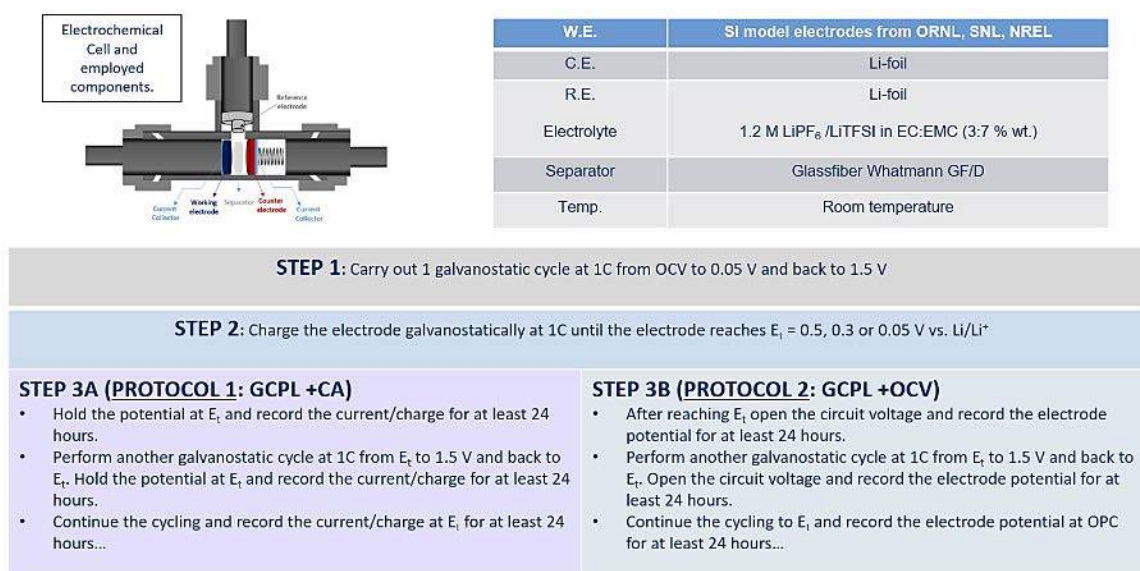 Electrochemical
Cell and
employed
components.
Reference
electrode
Current
Collector
Working
electrode
Separator
Counter
electrode
Current
Collector
W.E. Si model electrodes from ORNL, SNL, NREL
C.E. Li-foil
R.E. Li-foil
Electrolyte 1.2 M LiPF₆ /LiTFSI in EC:EMC (3:7 % wt.)
Separator Glassfiber Whatmann GF/D
Temp. Room temperature
STEP 1: Carry out 1 galvanostatic cycle at 1C from OCV to 0.05 V and back to 1.5 V
STEP 2: Charge the electrode galvanostatically at 1C until the electrode reaches Eₜ = 0.5, 0.3 or 0.05 V vs. Li/Li⁺
STEP 3A (PROTOCOL 1: GCPL +CA)
• Hold the potential at Eₜ and record the current/charge for at least 24
hours.
• Perform another galvanostatic cycle at 1C from Eₜ to 1.5 V and back to
Eₜ. Hold the potential at Eₜ and record the current/charge for at least 24
hours.
• Continue the cycling and record the current/charge at Eₜ for at least 24
hours...
STEP 3B (PROTOCOL 2: GCPL +OCV)
• After reaching Eₜ open the circuit voltage and record the electrode
potential for at least 24 hours.
• Perform another galvanostatic cycle at 1C from Eₜ to 1.5 V and back to
Eₜ. Open the circuit voltage and record the electrode potential for at
least 24 hours.
• Continue the cycling to Eₜ and record the electrode potential at OPC
for at least 24 hours...